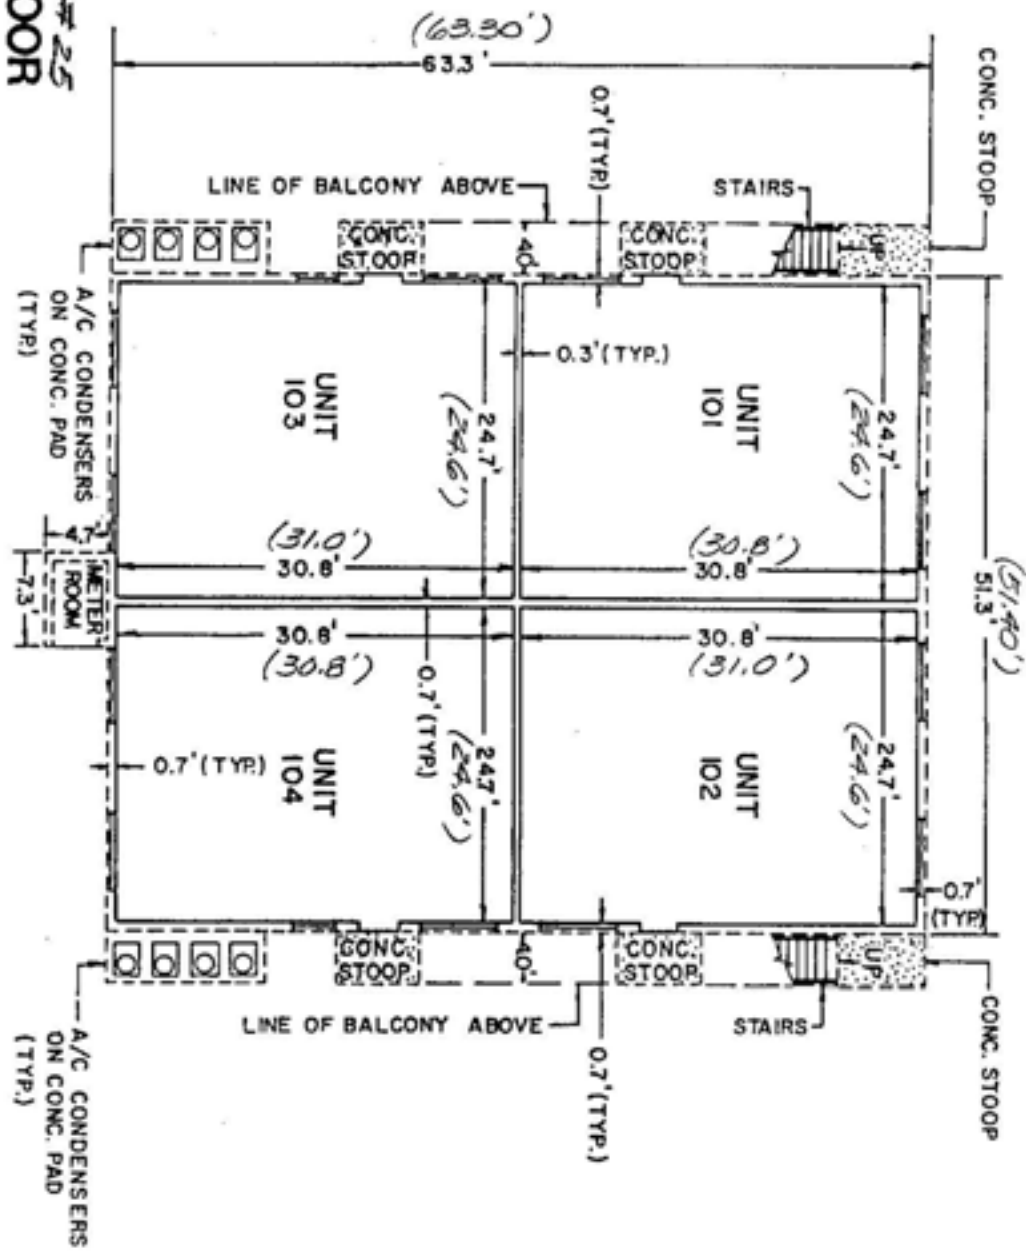 #25
OOR
(63.30')
63.3'
CONC. STOOP
0.7' (TYP.)
LINE OF BALCONY ABOVE
STAIRS
CONC.
STOOP
4.0'
CONC.
STOOP
UP
A/C CONDENSERS
ON CONC. PAD
(TYP.)
0.3' (TYP.)
UNIT
103
24.7'
(24.6')
UNIT
101
24.7'
(24.6')
(31.0')
30.8'
(30.8')
30.8'
(51.40')
51.3'
4.7'
7.3'
METER
ROOM
30.8'
(30.8')
30.8'
(31.0')
0.7' (TYP.)
0.7' (TYP.)
UNIT
104
24.7'
(24.6')
UNIT
102
24.7'
(24.6')
0.7'
(TYP.)
CONC.
STOOP
4.0'
CONC.
STOOP
UP
LINE OF BALCONY ABOVE
STAIRS
CONC. STOOP
0.7' (TYP.)
A/C CONDENSERS
ON CONC. PAD
(TYP.)